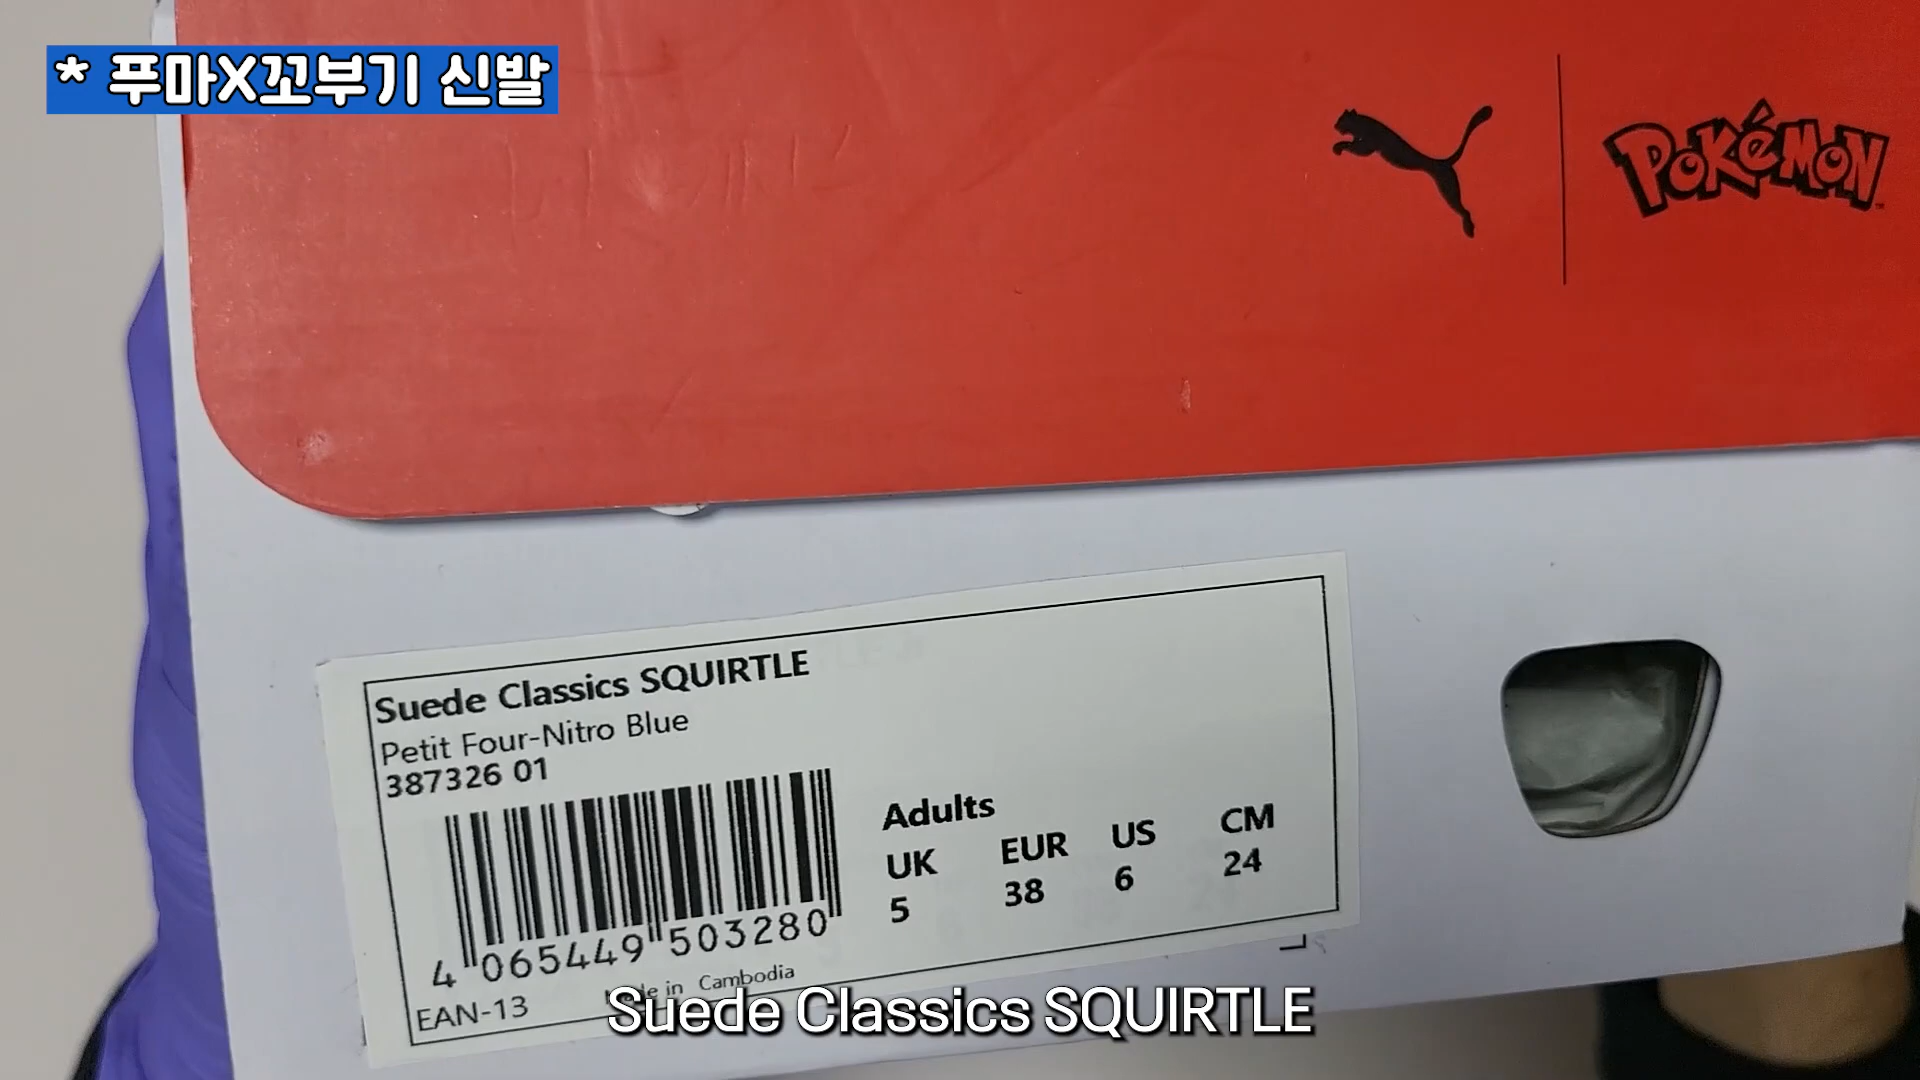 * 푸마X꼬부기 신발
POKéMON
Suede Classics SQUIRTLE
Petit Four-Nitro Blue
387326 01
Adults
UK EUR US CM
5 38 6 24
4 065449 503280
EAN-13
in Cambodia
Suede Classics SQUIRTLE